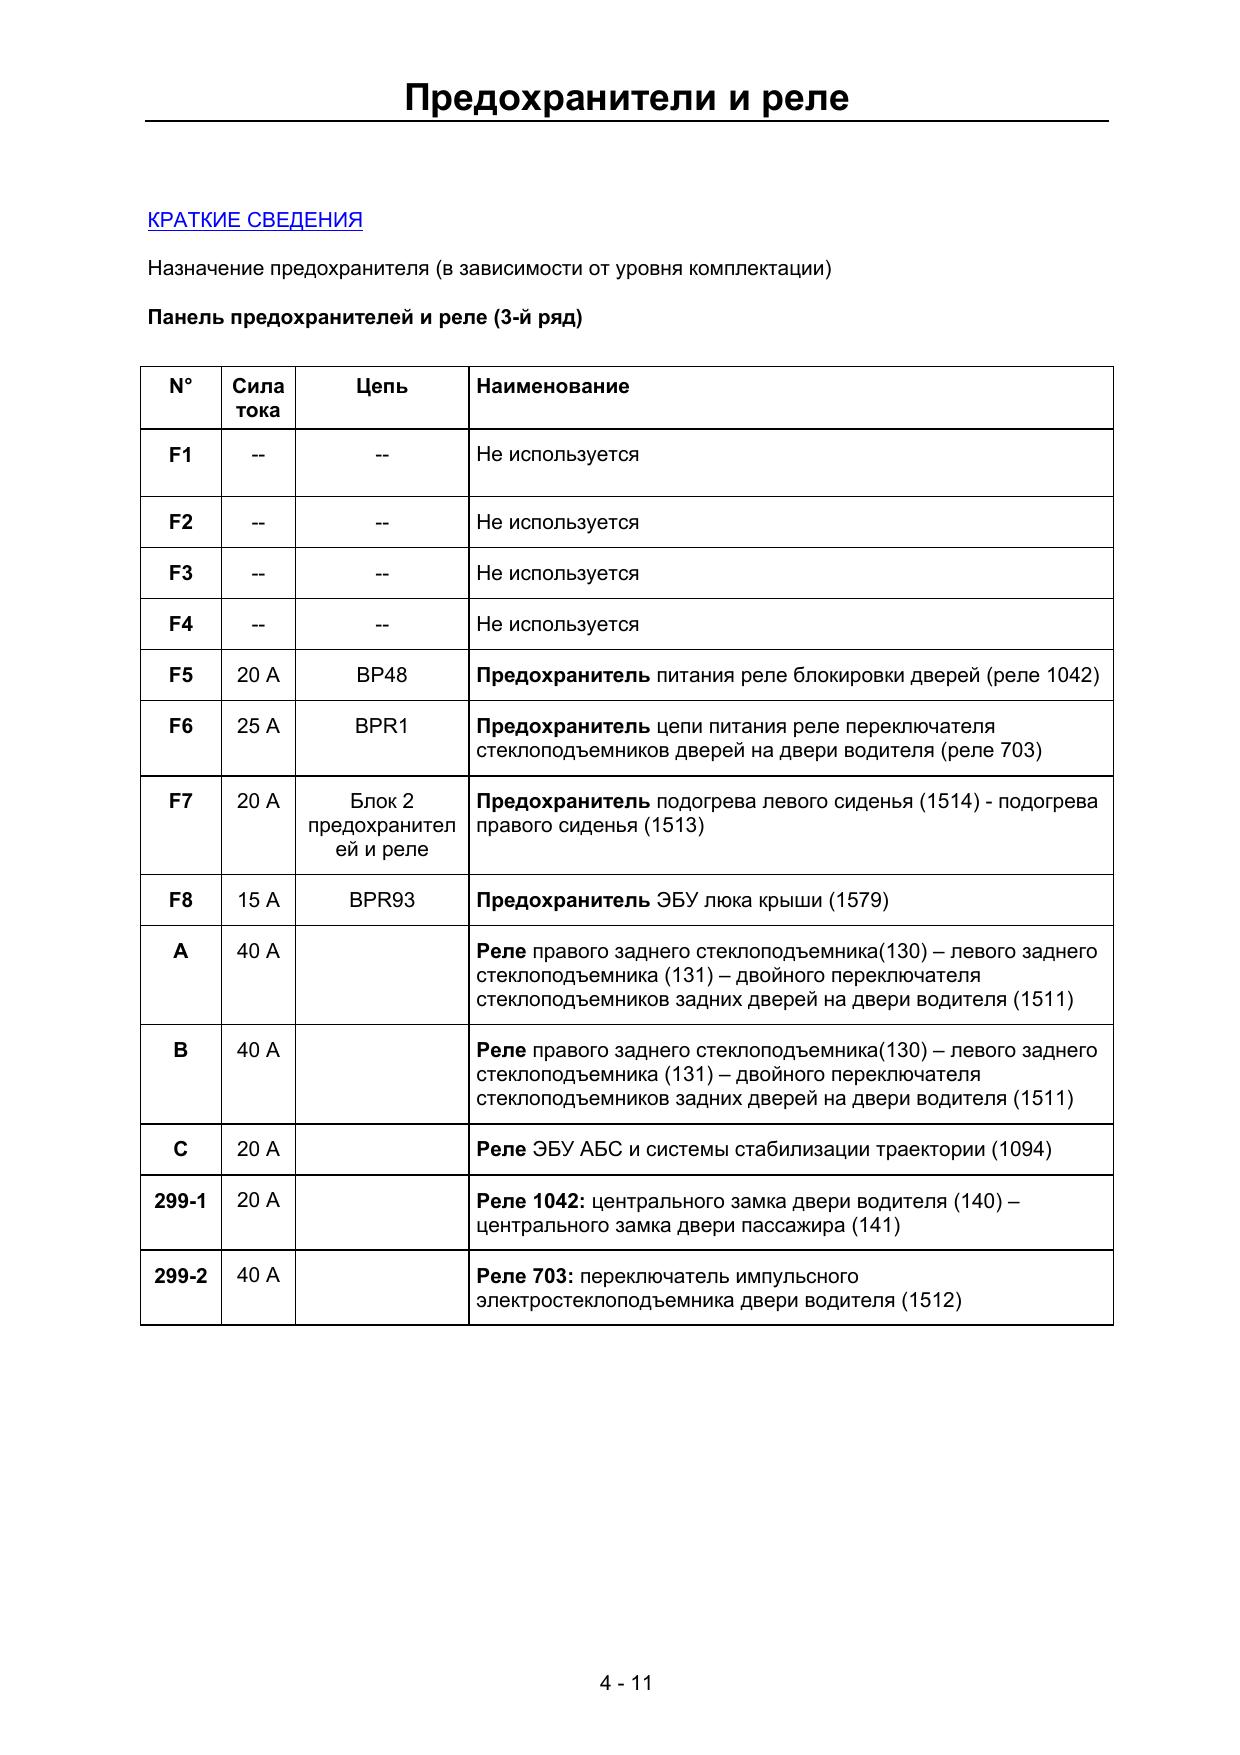 Предохранители и реле
КРАТКИЕ СВЕДЕНИЯ
Назначение предохранителя (в зависимости от уровня комплектации)
Панель предохранителей и реле (3-й ряд)
N° Сила тока Цепь Наименование
F1 -- -- Не используется
F2 -- -- Не используется
F3 -- -- Не используется
F4 -- -- Не используется
F5 20 A BP48 Предохранитель питания реле блокировки дверей (реле 1042)
F6 25 A BPR1 Предохранитель цепи питания реле переключателя
стеклоподъемников дверей на двери водителя (реле 703)
F7 20 A Блок 2 Предохранитель подогрева левого сиденья (1514) - подогрева
предохранител правого сиденья (1513)
ей и реле
F8 15 A BPR93 Предохранитель ЭБУ люка крыши (1579)
A 40 A Реле правого заднего стеклоподъемника(130) – левого заднего
стеклоподъемника (131) – двойного переключателя
стеклоподъемников задних дверей на двери водителя (1511)
B 40 A Реле правого заднего стеклоподъемника(130) – левого заднего
стеклоподъемника (131) – двойного переключателя
стеклоподъемников задних дверей на двери водителя (1511)
C 20 A Реле ЭБУ АБС и системы стабилизации траектории (1094)
299-1 20 A Реле 1042: центрального замка двери водителя (140) –
центрального замка двери пассажира (141)
299-2 40 A Реле 703: переключатель импульсного
электростеклоподъемника двери водителя (1512)
4 - 11